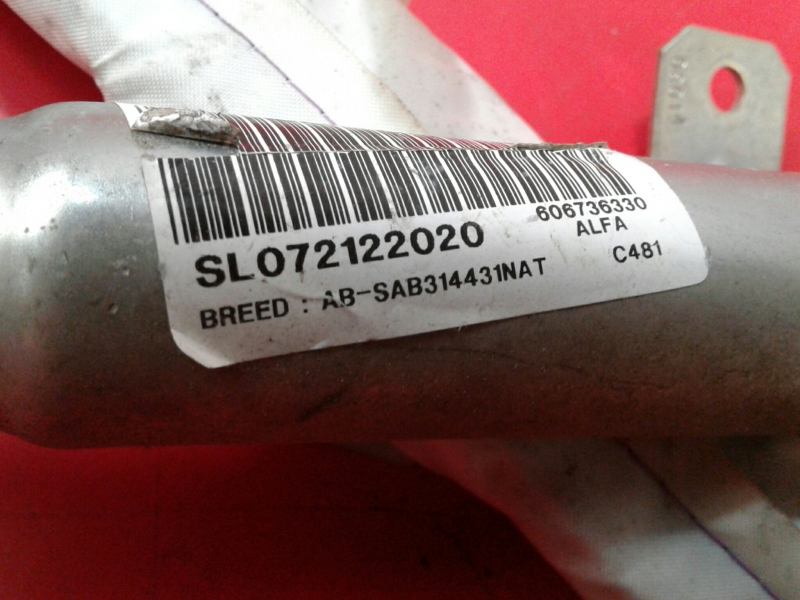 606736330
SL072122020
ALFA
BREED : AB-SAB314431NAT
C481